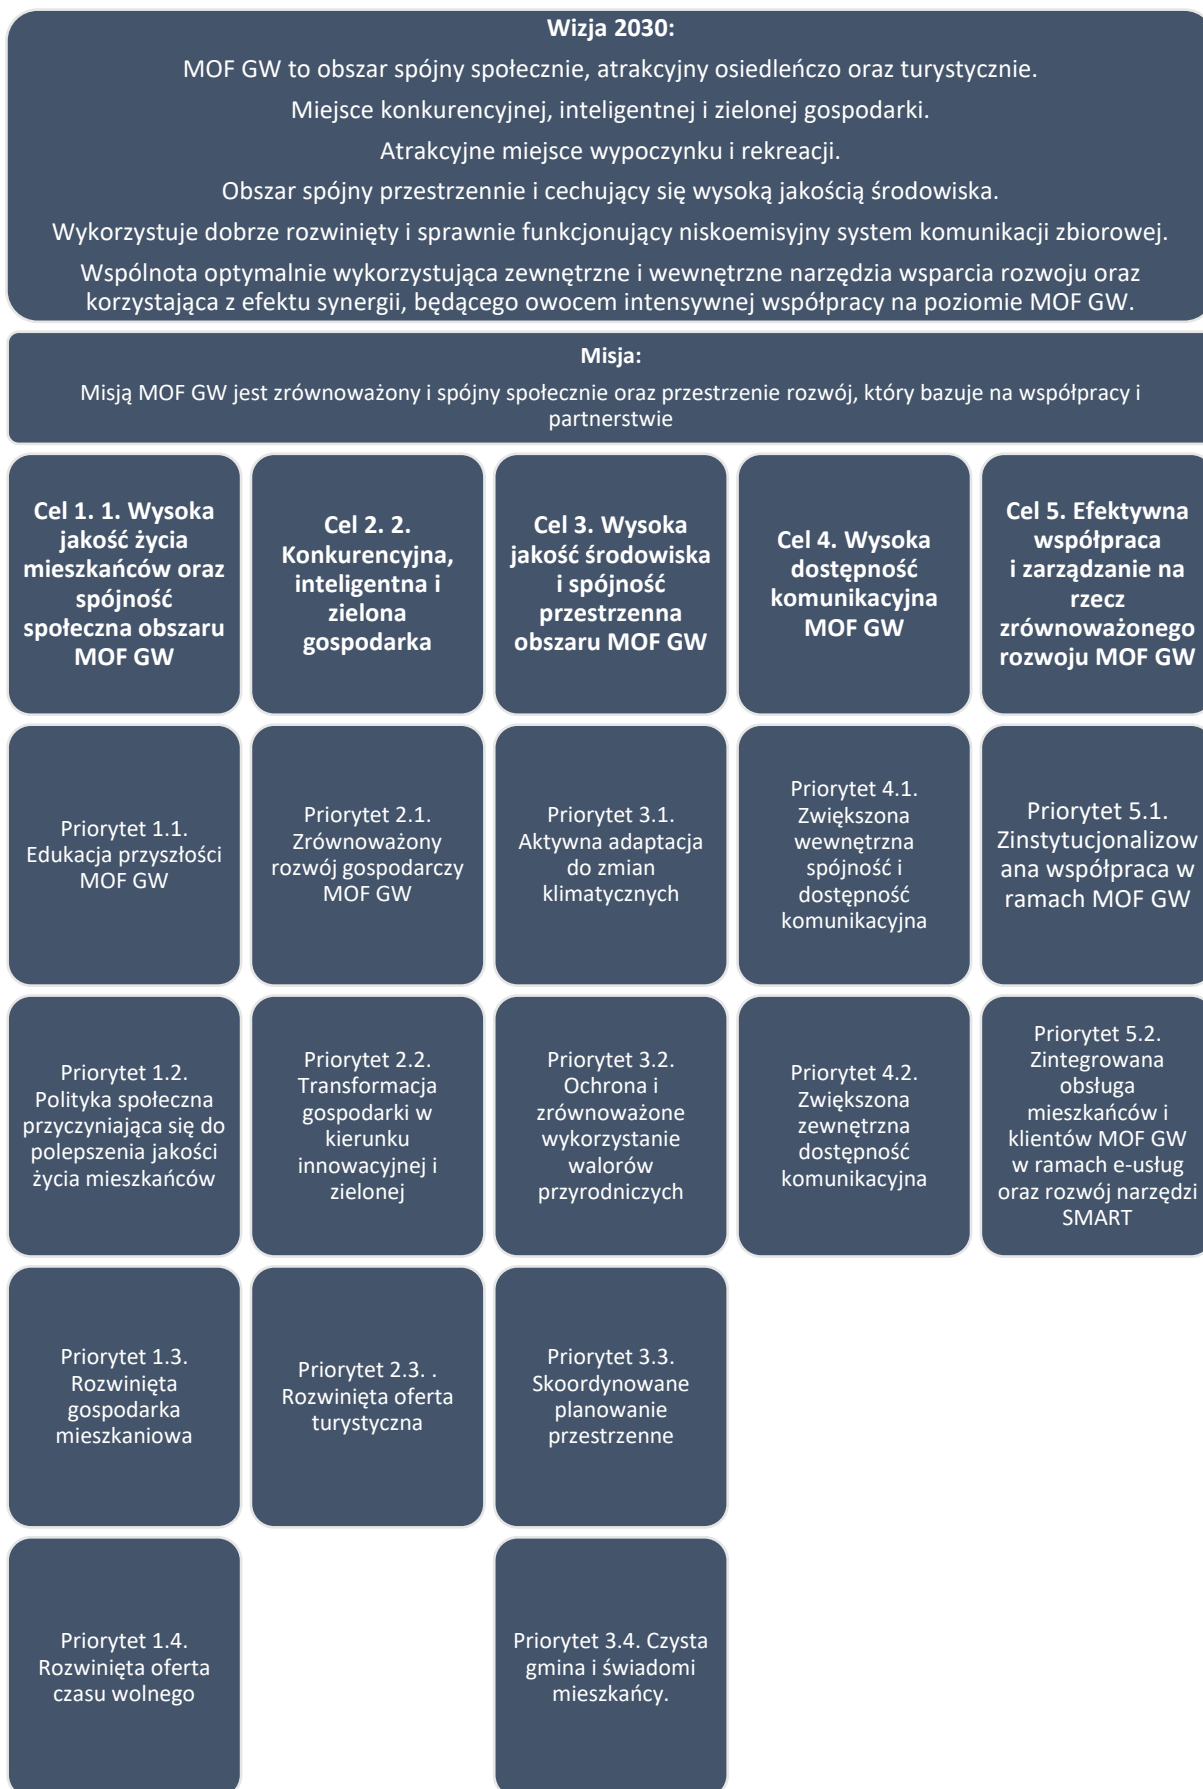 Wizja 2030:
MOF GW to obszar spójny społecznie, atrakcyjny osiedleńczo oraz turystycznie.
Miejsce konkurencyjnej, inteligentnej i zielonej gospodarki.
Atrakcyjne miejsce wypoczynku i rekreacji.
Obszar spójny przestrzennie i cechujący się wysoką jakością środowiska.
Wykorzystuje dobrze rozwinięty i sprawnie funkcjonujący niskoemisyjny system komunikacji zbiorowej.
Wspólnota optymalnie wykorzystująca zewnętrzne i wewnętrzne narzędzia wsparcia rozwoju oraz
korzystająca z efektu synergii, będącego owocem intensywnej współpracy na poziomie MOF GW.
Misja:
Misją MOF GW jest zrównoważony i spójny społecznie oraz przestrzenie rozwój, który bazuje na współpracy i
partnerstwie
Cel 1. 1. Wysoka
jakość życia
mieszkańców oraz
spójność
społeczna obszaru
MOF GW
Cel 2. 2.
Konkurencyjna,
inteligentna i
zielona
gospodarka
Cel 3. Wysoka
jakość środowiska
i spójność
przestrzenna
obszaru MOF GW
Cel 4. Wysoka
dostępność
komunikacyjna
MOF GW
Cel 5. Efektywna
współpraca
i zarządzanie na
rzecz
zrównoważonego
rozwoju MOF GW
Priorytet 1.1.
Edukacja przyszłości
MOF GW
Priorytet 2.1.
Zrównoważony
rozwój gospodarczy
MOF GW
Priorytet 3.1.
Aktywna adaptacja
do zmian
klimatycznych
Priorytet 4.1.
Zwiększona
wewnętrzna
spójność i
dostępność
komunikacyjna
Priorytet 5.1.
Zinstytucjonalizow
ana współpraca w
ramach MOF GW
Priorytet 1.2.
Polityka społeczna
przyczyniająca się do
polepszenia jakości
życia mieszkańców
Priorytet 2.2.
Transformacja
gospodarki w
kierunku
innowacyjnej i
zielonej
Priorytet 3.2.
Ochrona i
zrównoważone
wykorzystanie
walorów
przyrodniczych
Priorytet 4.2.
Zwiększona
zewnętrzna
dostępność
komunikacyjna
Priorytet 5.2.
Zintegrowana
obsługa
mieszkańców i
klientów MOF GW
w ramach e-usług
oraz rozwój narzędzi
SMART
Priorytet 1.3.
Rozwinięta
gospodarka
mieszkaniowa
Priorytet 2.3. .
Rozwinięta oferta
turystyczna
Priorytet 3.3.
Skoordynowane
planowanie
przestrzenne
Priorytet 1.4.
Rozwinięta oferta
czasu wolnego
Priorytet 3.4. Czysta
gmina i świadomi
mieszkańcy.